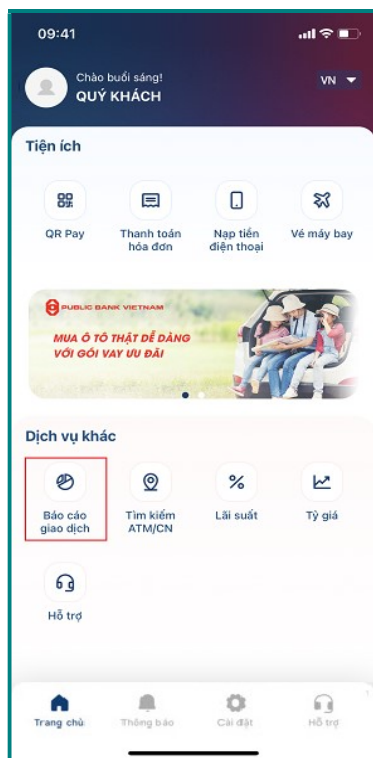 09:41
Chào buổi sáng!
QUÝ KHÁCH
VN
Tiện ích
QR Pay
Thanh toán
hóa đơn
Nạp tiền
điện thoại
Vé máy bay
PUBLIC BANK VIETNAM
MUA Ô TÔ THẬT DỄ DÀNG
VỚI GÓI VAY ƯU ĐÃI
Dịch vụ khác
Báo cáo
giao dịch
Tìm kiếm
ATM/CN
Lãi suất
Tỷ giá
Hỗ trợ
Trang chủ
Thông báo
Cài đặt
Hỗ trợ